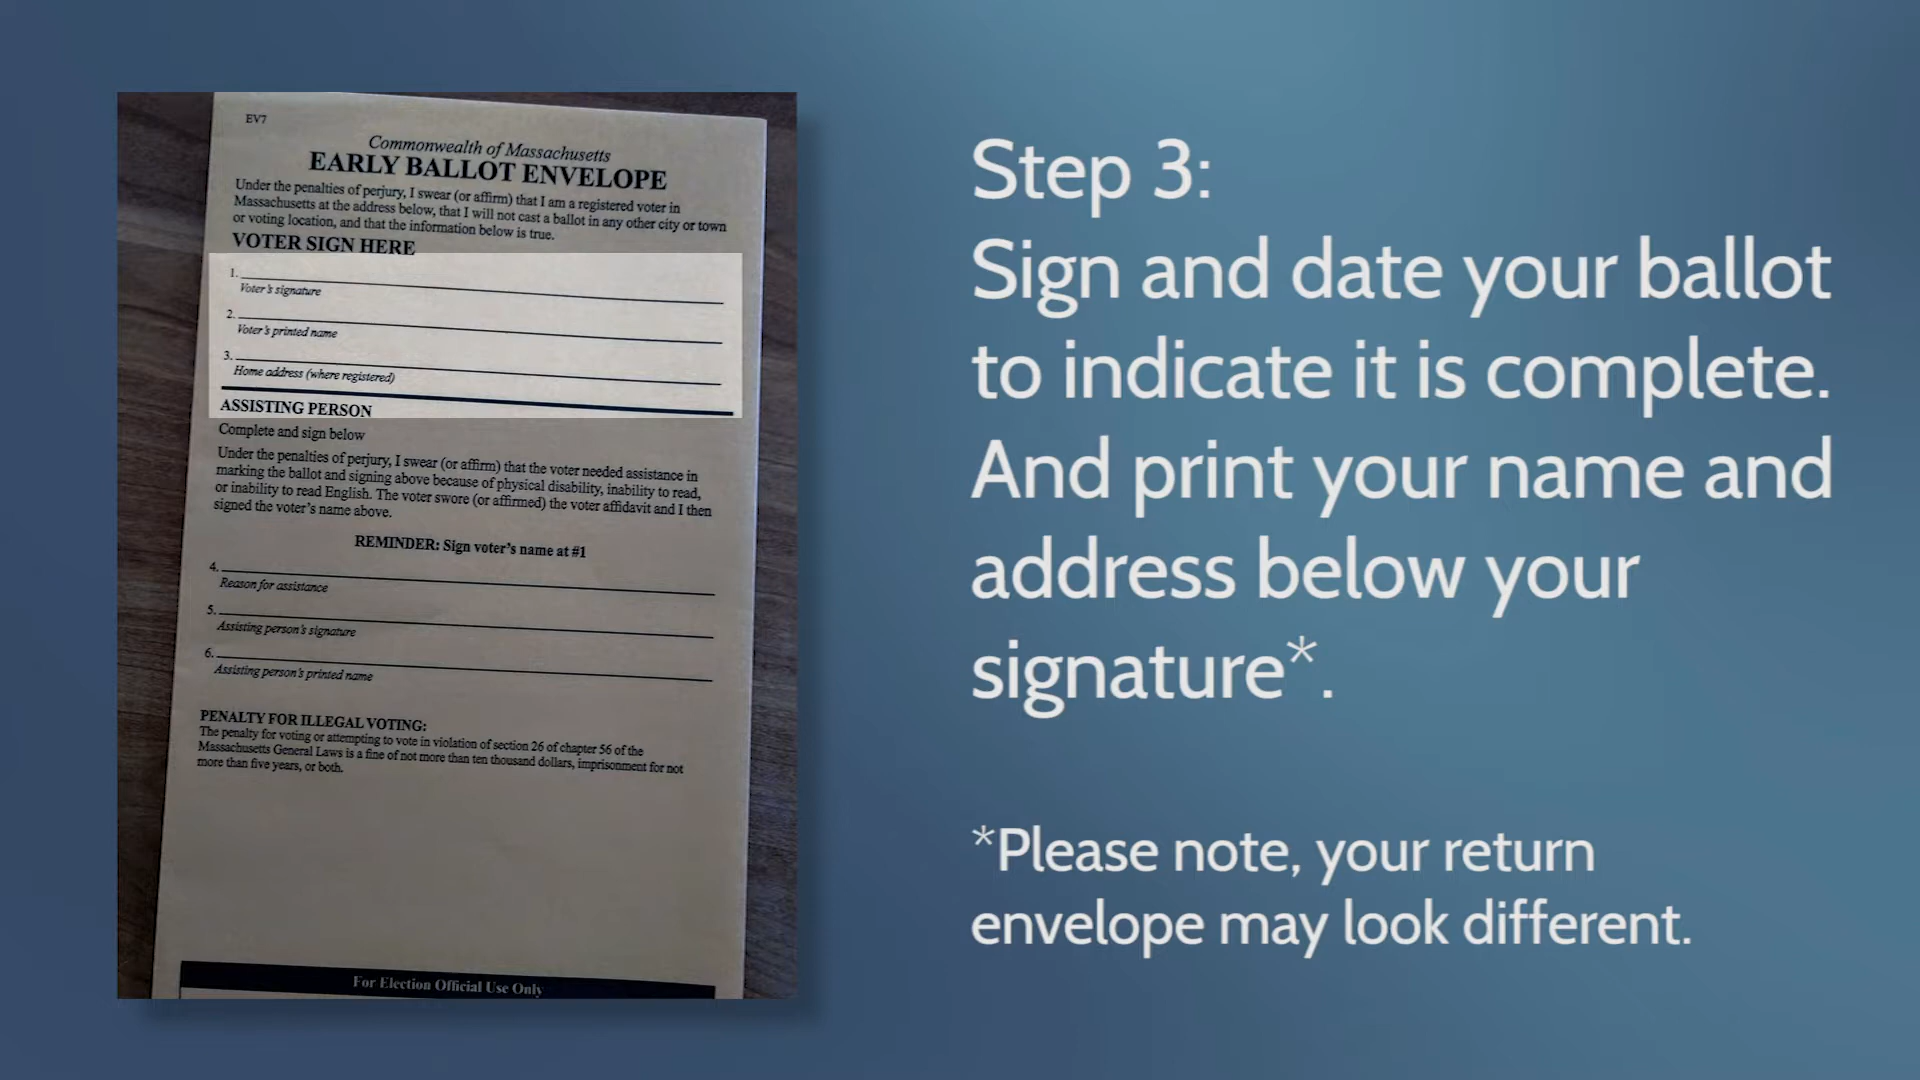 EV7
Commonwealth of Massachusetts
EARLY BALLOT ENVELOPE
Under the penalties of perjury, I swear (or affirm) that I am a registered voter in
Massachusetts at the address below, that I will not cast a ballot in any other city or town
or voting location, and that the information below is true.
VOTER SIGN HERE
1.
Voter's signature
2.
Voter's printed name
3.
Home address (where registered)
ASSISTING PERSON
Complete and sign below
Under the penalties of perjury, I swear (or affirm) that the voter needed assistance in
marking the ballot and signing above because of physical disability, inability to read,
or inability to read English. The voter swore (or affirmed) the voter affidavit and I then
signed the voter's name above.
REMINDER: Sign voter's name at #1
4.
Reason for assistance
5.
Assisting person's signature
6.
Assisting person's printed name
PENALTY FOR ILLEGAL VOTING:
The penalty for voting or attempting to vote in violation of section 26 of chapter 56 of the
Massachusetts General Laws is a fine of not more than ten thousand dollars, imprisonment for not
more than five years, or both.
For Election Official Use Only
Step 3:
Sign and date your ballot
to indicate it is complete.
And print your name and
address below your
signature*.
*Please note, your return
envelope may look different.